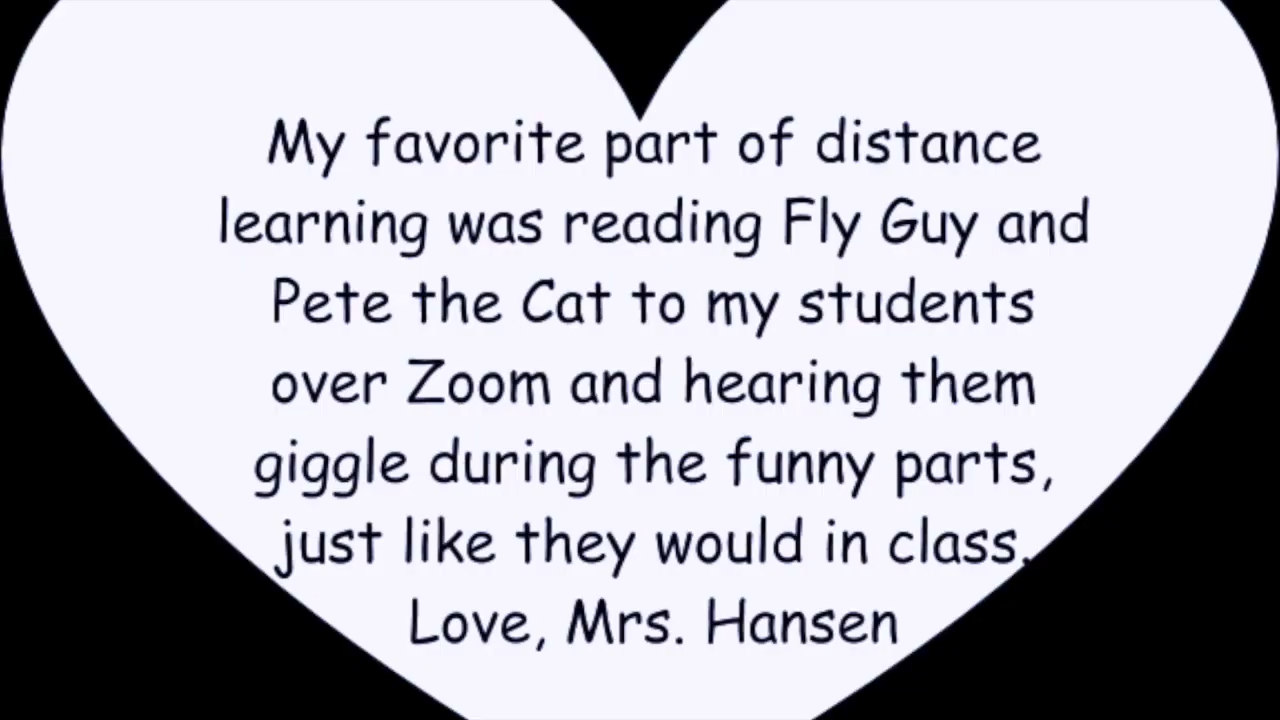 My favorite part of distance
learning was reading Fly Guy and
Pete the Cat to my students
over Zoom and hearing them
giggle during the funny parts,
just like they would in class.
Love, Mrs. Hansen